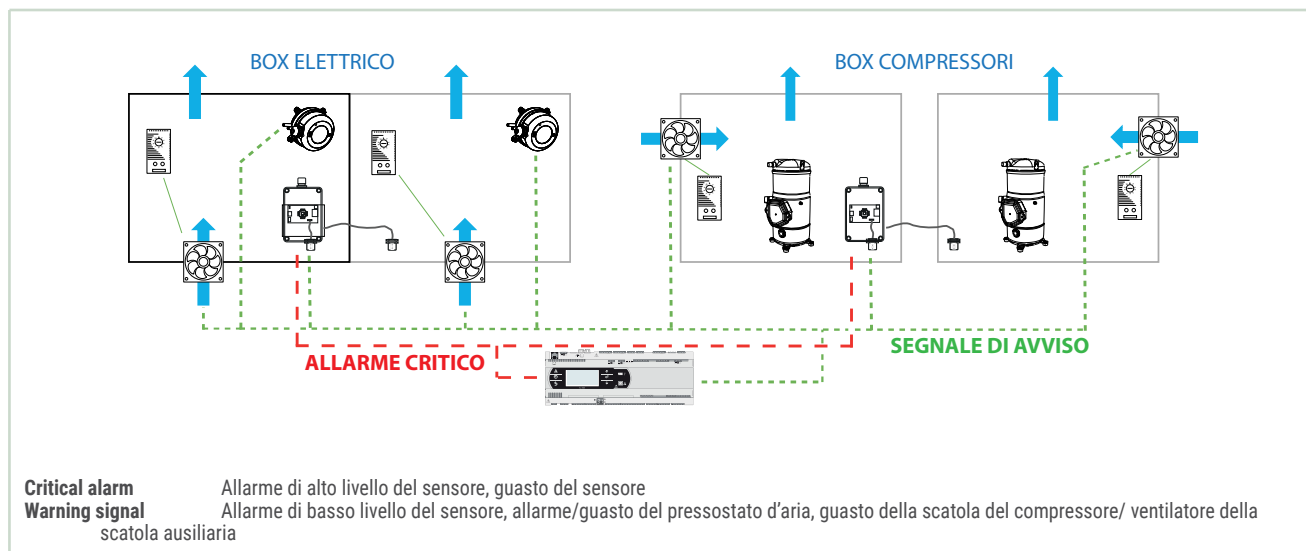 BOX ELETTRICO
BOX COMPRESSORI
ALLARME CRITICO
SEGNALE DI AVVISO
Critical alarm Allarme di alto livello del sensore, guasto del sensore
Warning signal Allarme di basso livello del sensore, allarme/guasto del pressostato d'aria, guasto della scatola del compressore/ ventilatore della
scatola ausiliaria